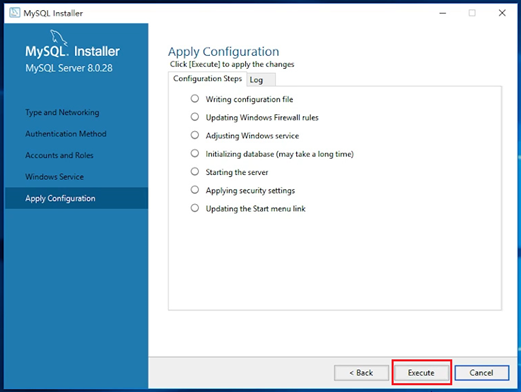 MySQL Installer
MySQL. Installer
MySQL Server 8.0.28
Type and Networking
Authentication Method
Accounts and Roles
Windows Service
Apply Configuration
Apply Configuration
Click [Execute] to apply the changes
Configuration Steps Log
Writing configuration file
Updating Windows Firewall rules
Adjusting Windows service
Initializing database (may take a long time)
Starting the server
Applying security settings
Updating the Start menu link
< Back Execute Cancel